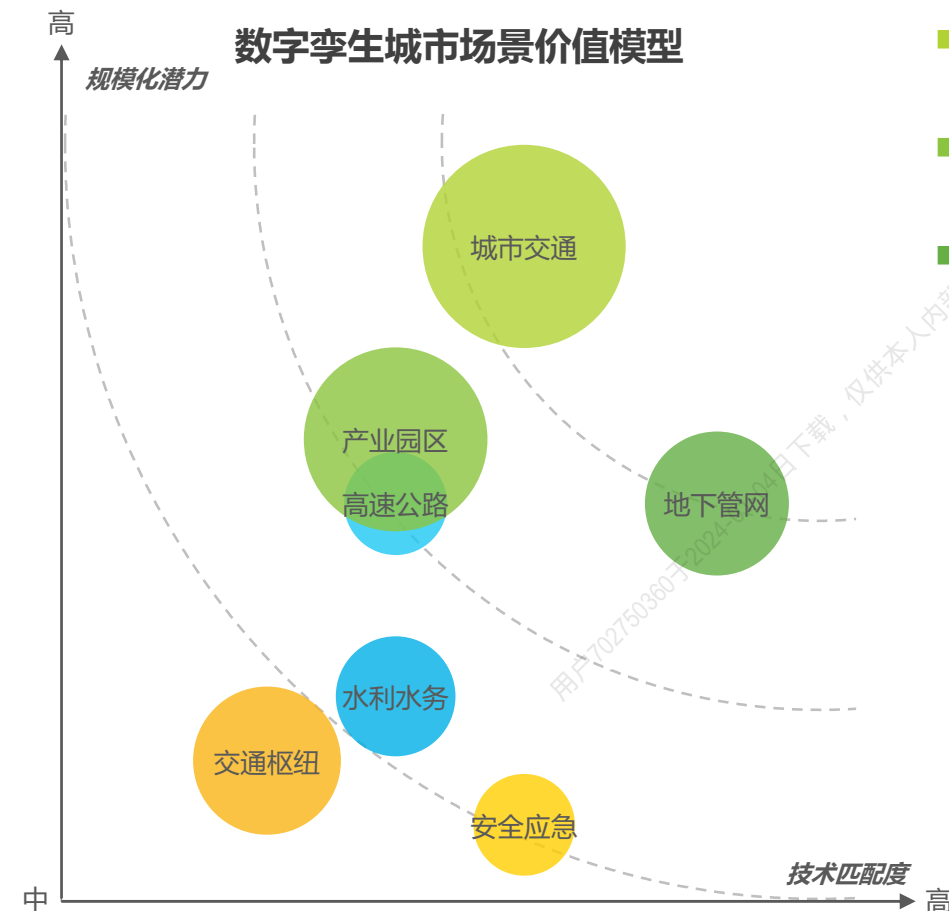 高
数字孪生城市场景价值模型
规模化潜力
城市交通
产业园区
高速公路
地下管网
水利水务
交通枢纽
安全应急
技术匹配度
中
高